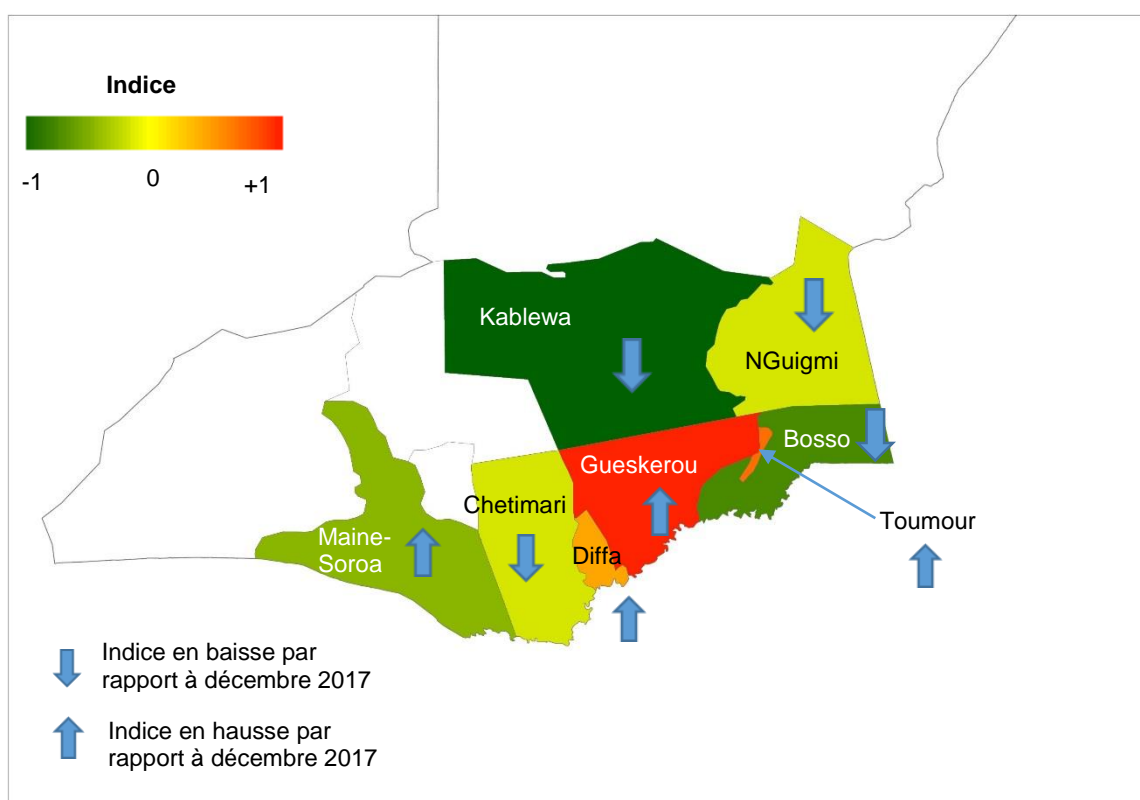 Indice
-1 0 +1
Kablewa
NGuigmi
Bosso
Gueskerou
Chetimari
Toumour
Maine-
Soroa
Diffa
Indice en baisse par
rapport à décembre 2017
Indice en hausse par
rapport à décembre 2017